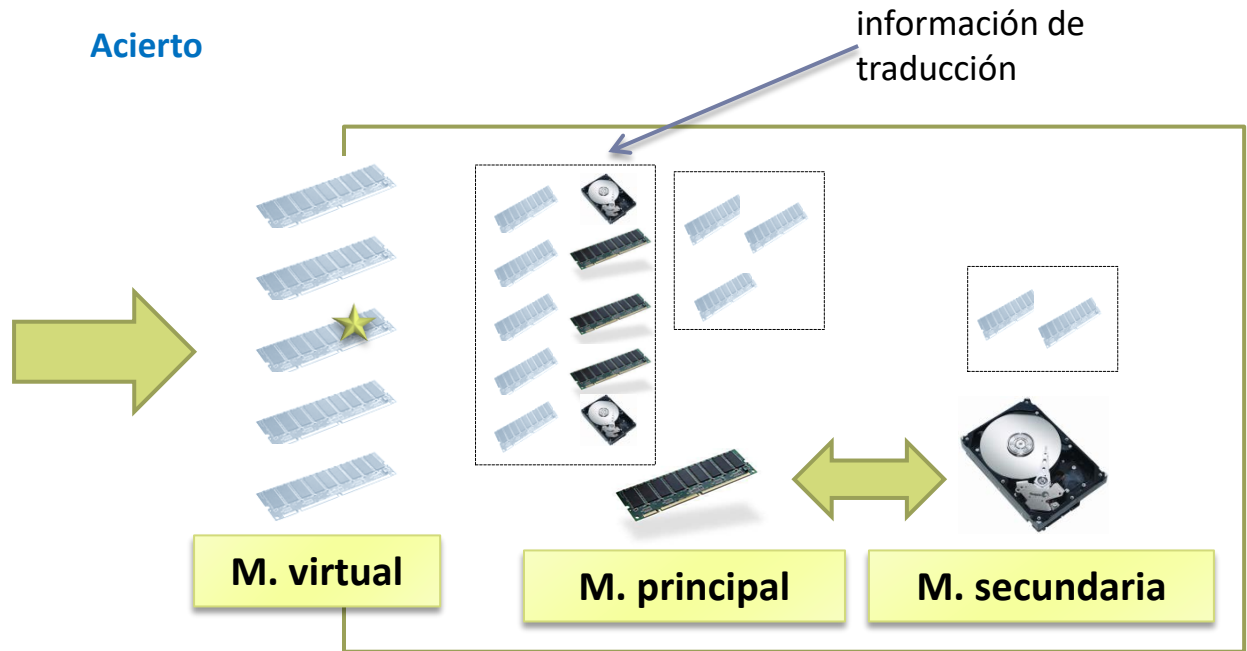 Acierto
información de
traducción
M. virtual
M. principal
M. secundaria